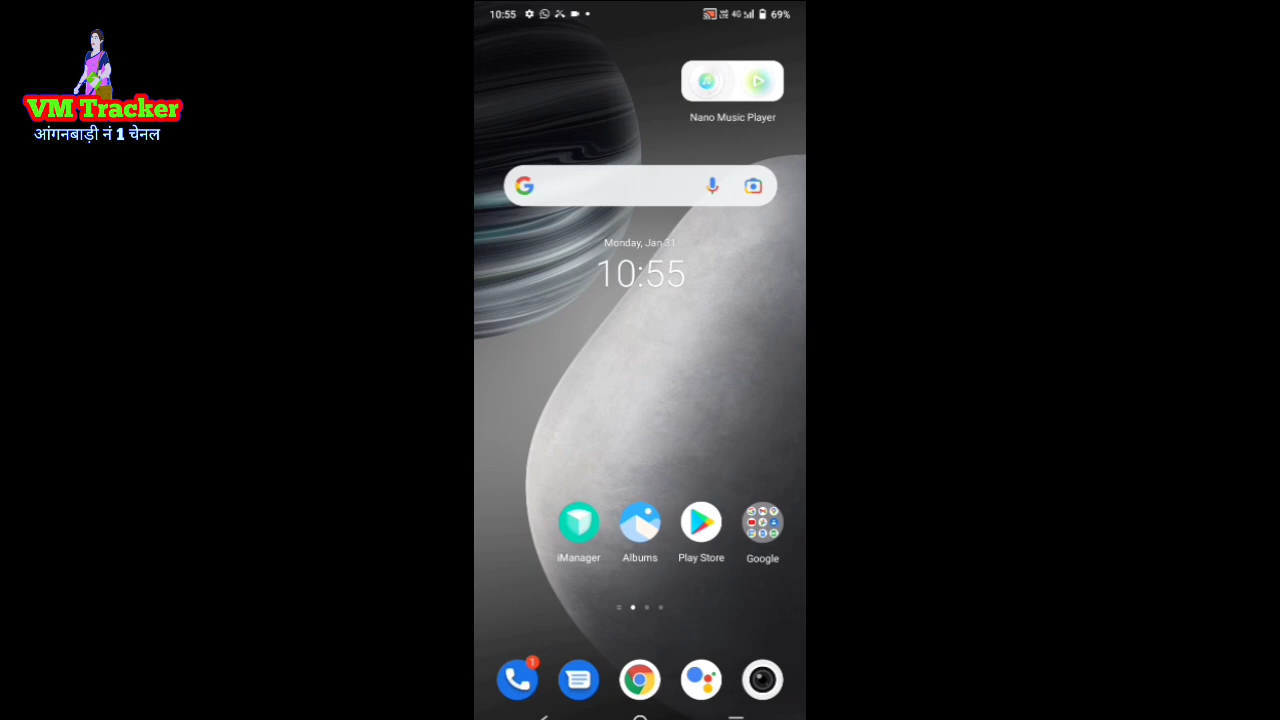 VM Tracker
आंगनबाड़ी नं 1 चेनल
10:55
4G
69%
Nano Music Player
Monday, Jan 31
10:55
iManager
Albums
Play Store
Google
1